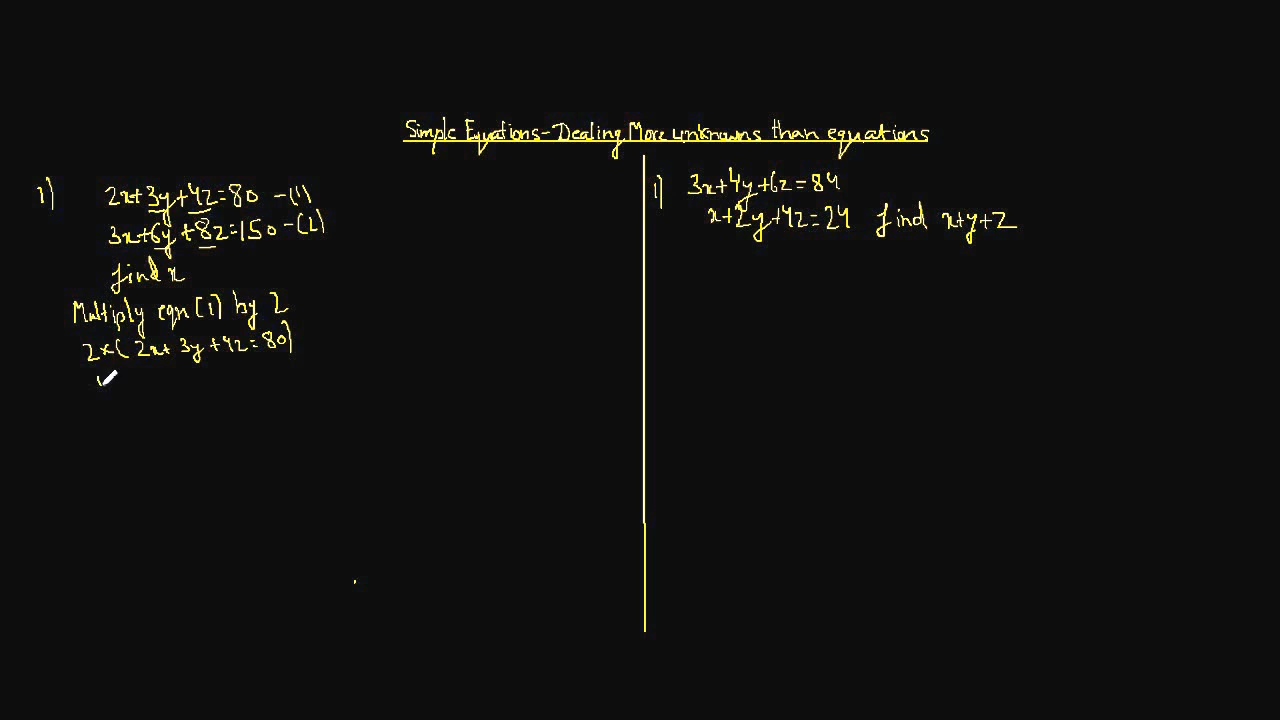 Simple Equations-Dealing More unknowns than equations
1) 2x+3y+4z=80 -(1)
3x+6y+8z=150-(2)
find x
Multiply eqn (1) by 2
2×(2x+3y+4z=80)
1) 3x+4y+6z=84
x+2y+4z=24 find x+y+z